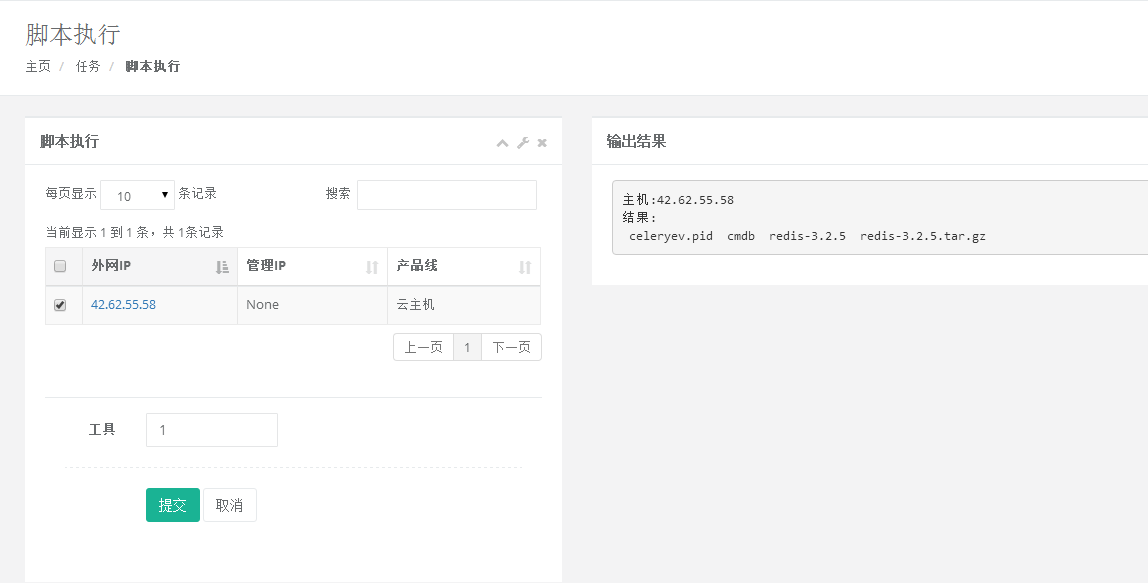 脚本执行
主页 / 任务 / 脚本执行
脚本执行
每页显示 10 条记录 搜索
当前显示 1 到 1 条，共 1条记录
外网IP 管理IP 产品线
42.62.55.58 None 云主机
上一页 1 下一页
工具 1
提交 取消
输出结果
主机:42.62.55.58
结果:
celeryev.pid cmdb redis-3.2.5 redis-3.2.5.tar.gz